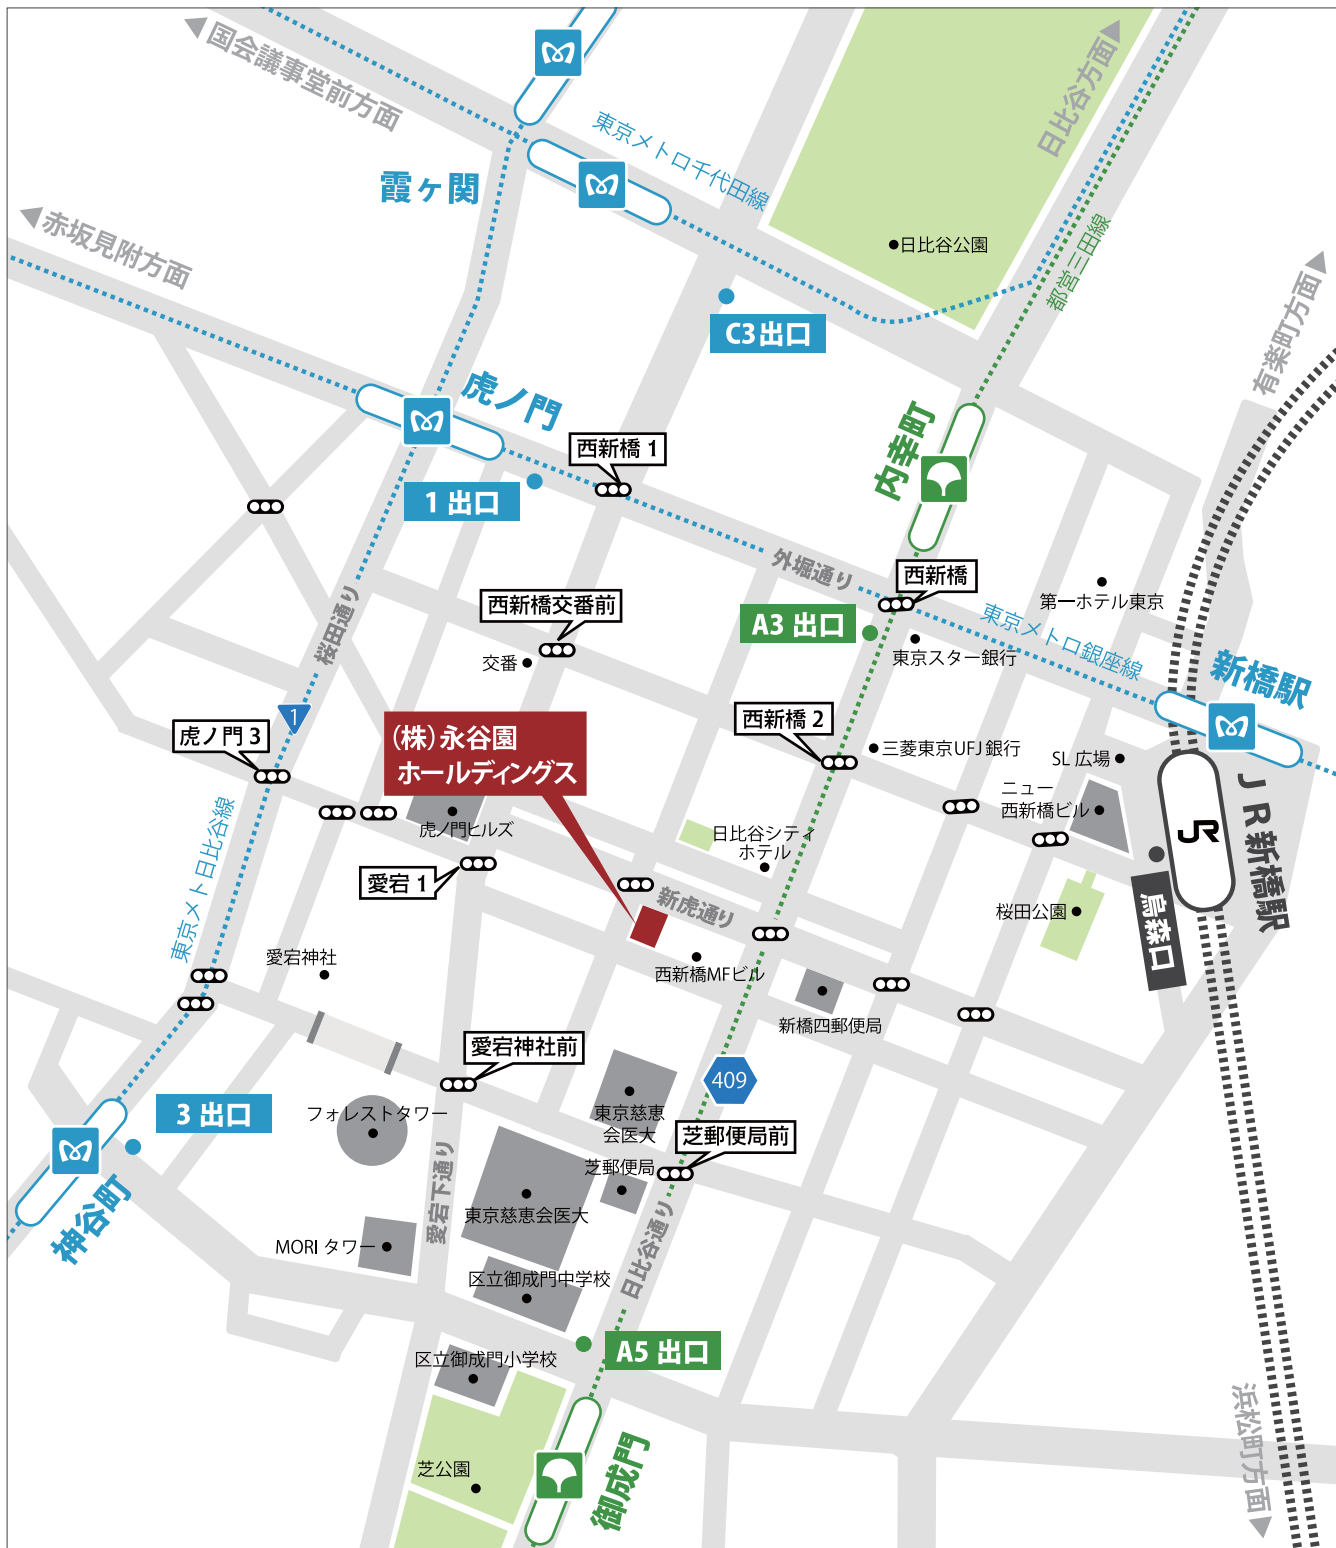 国会議事堂前方面
日比谷方面
東京メトロ千代田線
霞ヶ関
赤坂見附方面
日比谷公園
都営三田線
有楽町方面
C3出口
虎ノ門
内幸町
西新橋 1
1 出口
外堀通り
西新橋
第一ホテル東京
桜田通り
西新橋交番前
A3 出口
東京メトロ銀座線
交番
東京スター銀行
新橋駅
1
虎ノ門 3
(株)永谷園
ホールディングス
西新橋 2
三菱東京UFJ銀行
SL 広場
ニュー
西新橋ビル
JR新橋駅
JR
東京メト日比谷線
虎ノ門ヒルズ
日比谷シティ
ホテル
愛宕 1
新虎通り
桜田公園
烏森口
愛宕神社
西新橋MFビル
新橋四郵便局
愛宕神社前
409
3 出口
フォレストタワー
東京慈恵
会医大
芝郵便局前
愛宕下通り
芝郵便局
神谷町
東京慈恵会医大
日比谷通り
MORI タワー
区立御成門中学校
A5 出口
区立御成門小学校
浜松町方面
芝公園
御成門